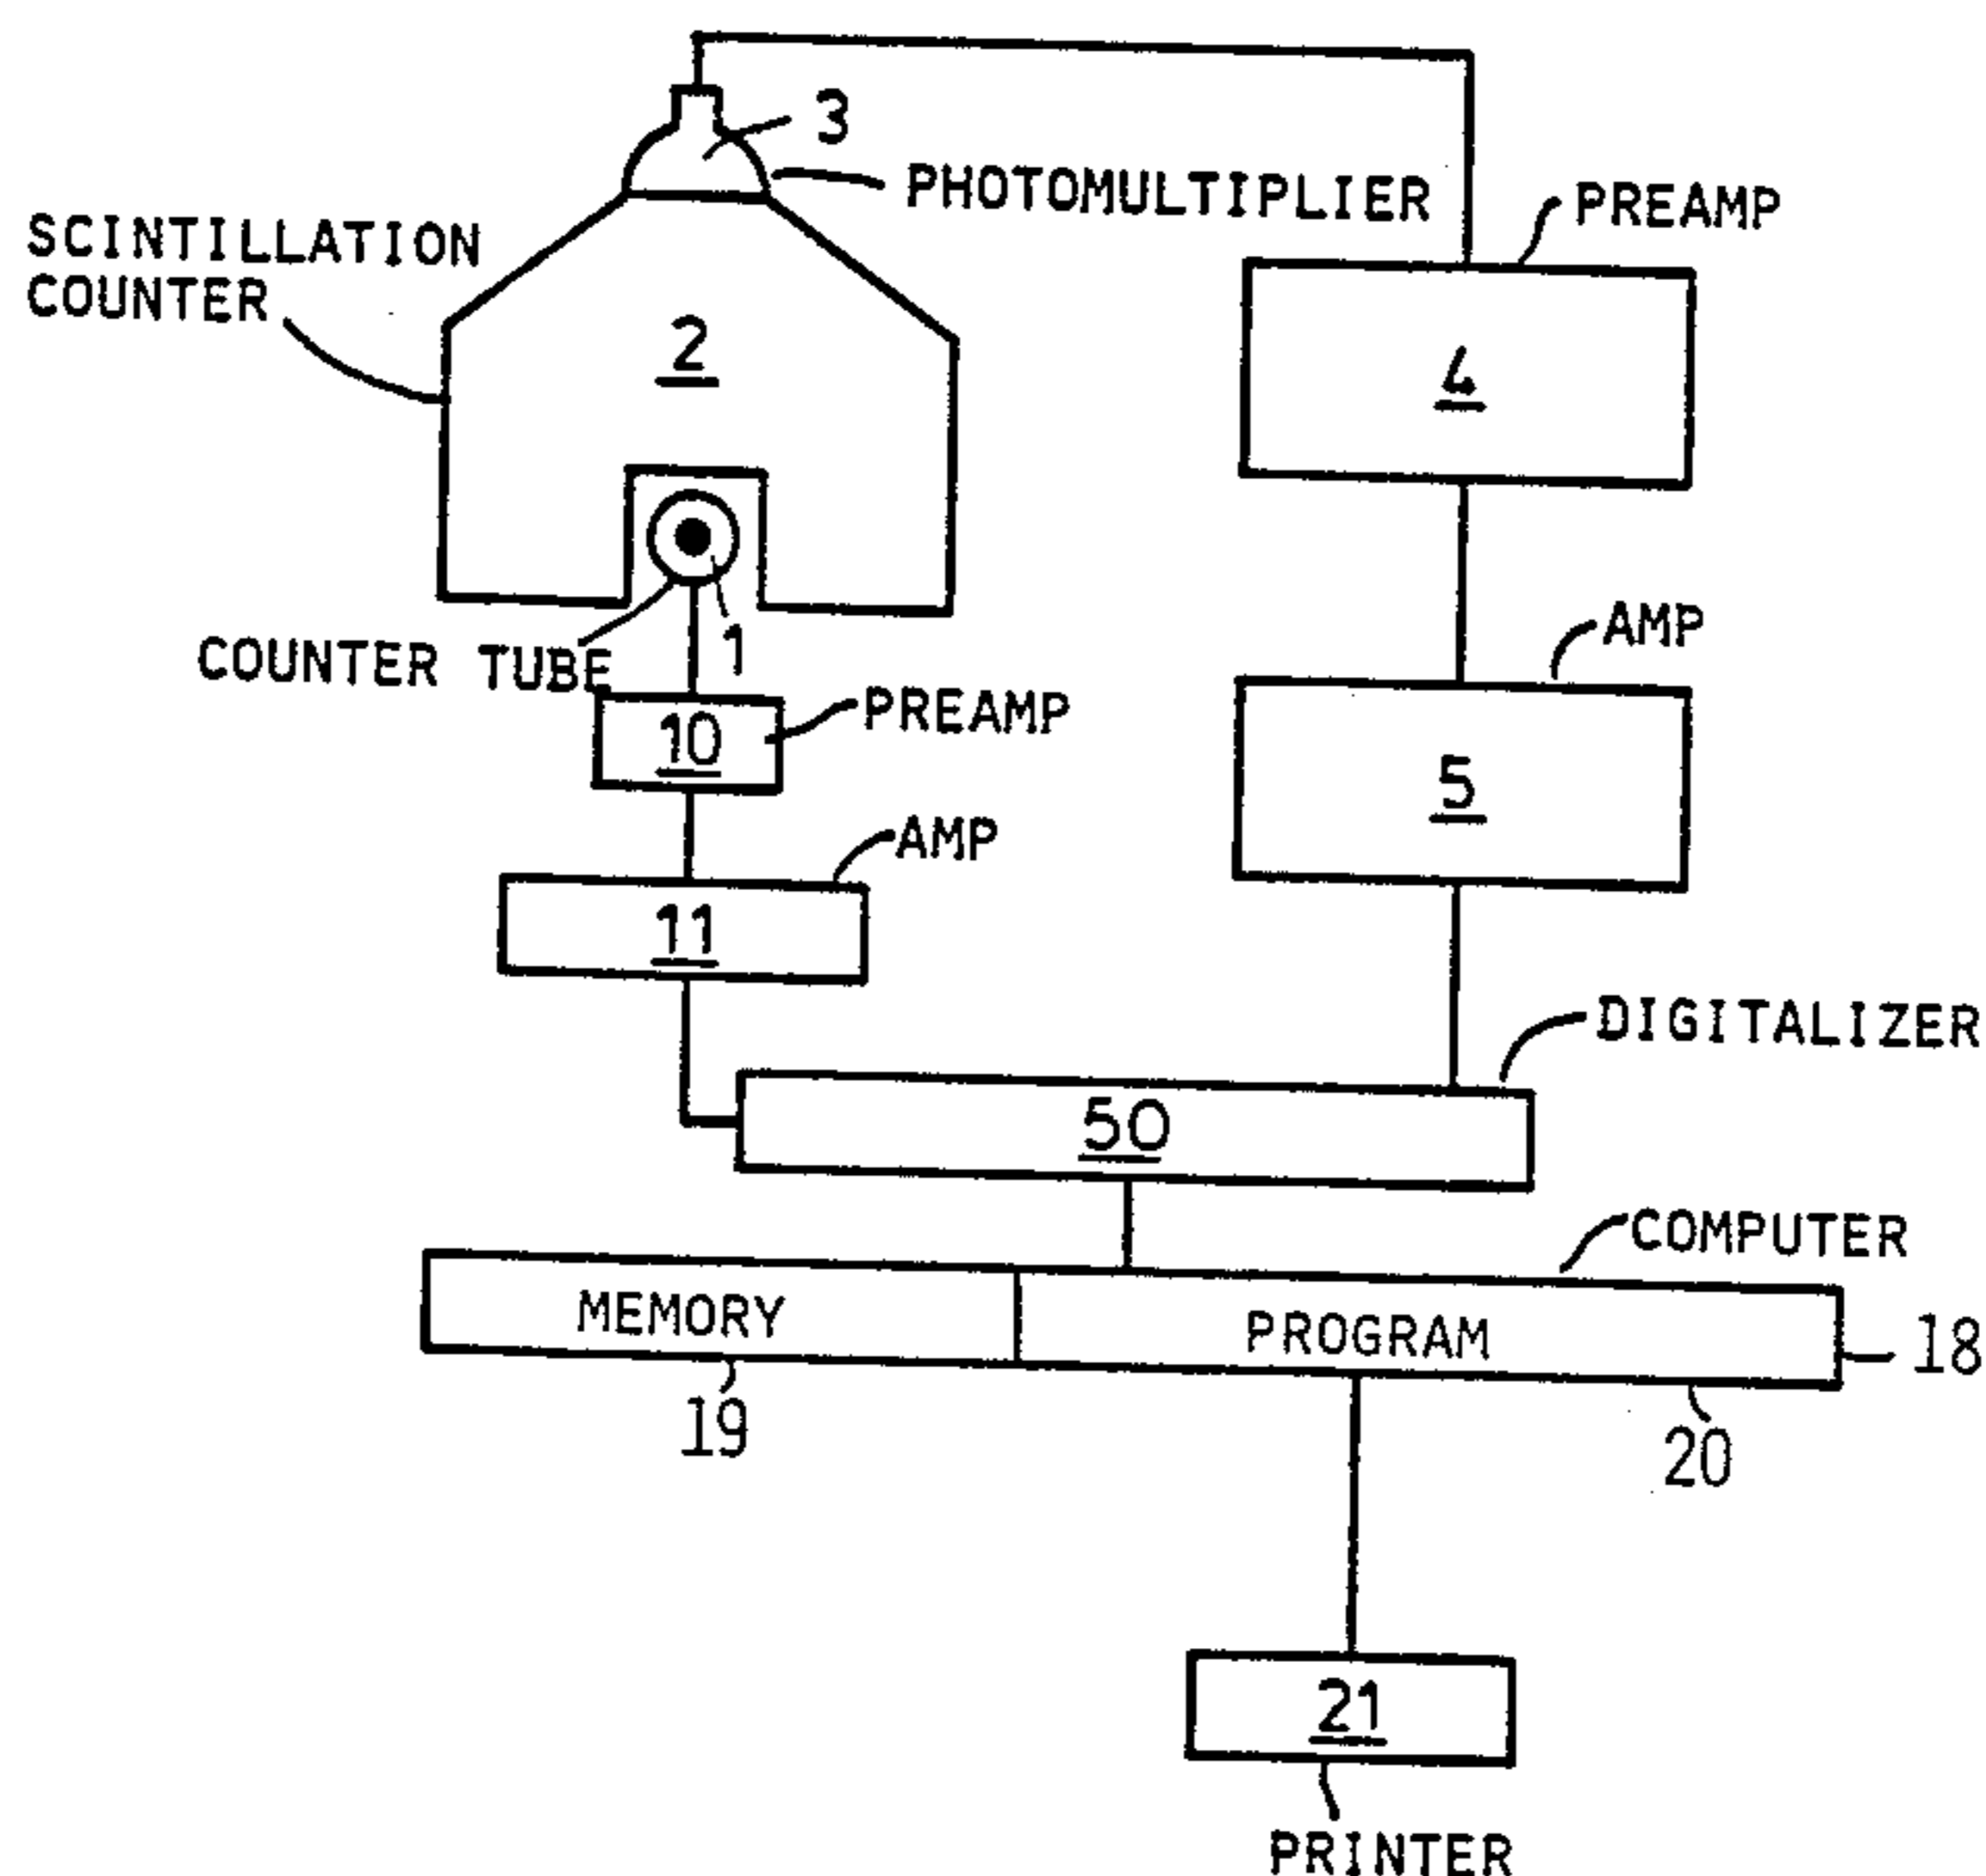 3
PHOTOMULTIPLIER
PREAMP
SCINTILLATION
COUNTER
2
4
COUNTER TUBE
1
AMP
PREAMP
10
5
AMP
11
DIGITALIZER
50
COMPUTER
MEMORY
PROGRAM
18
19
20
21
PRINTER